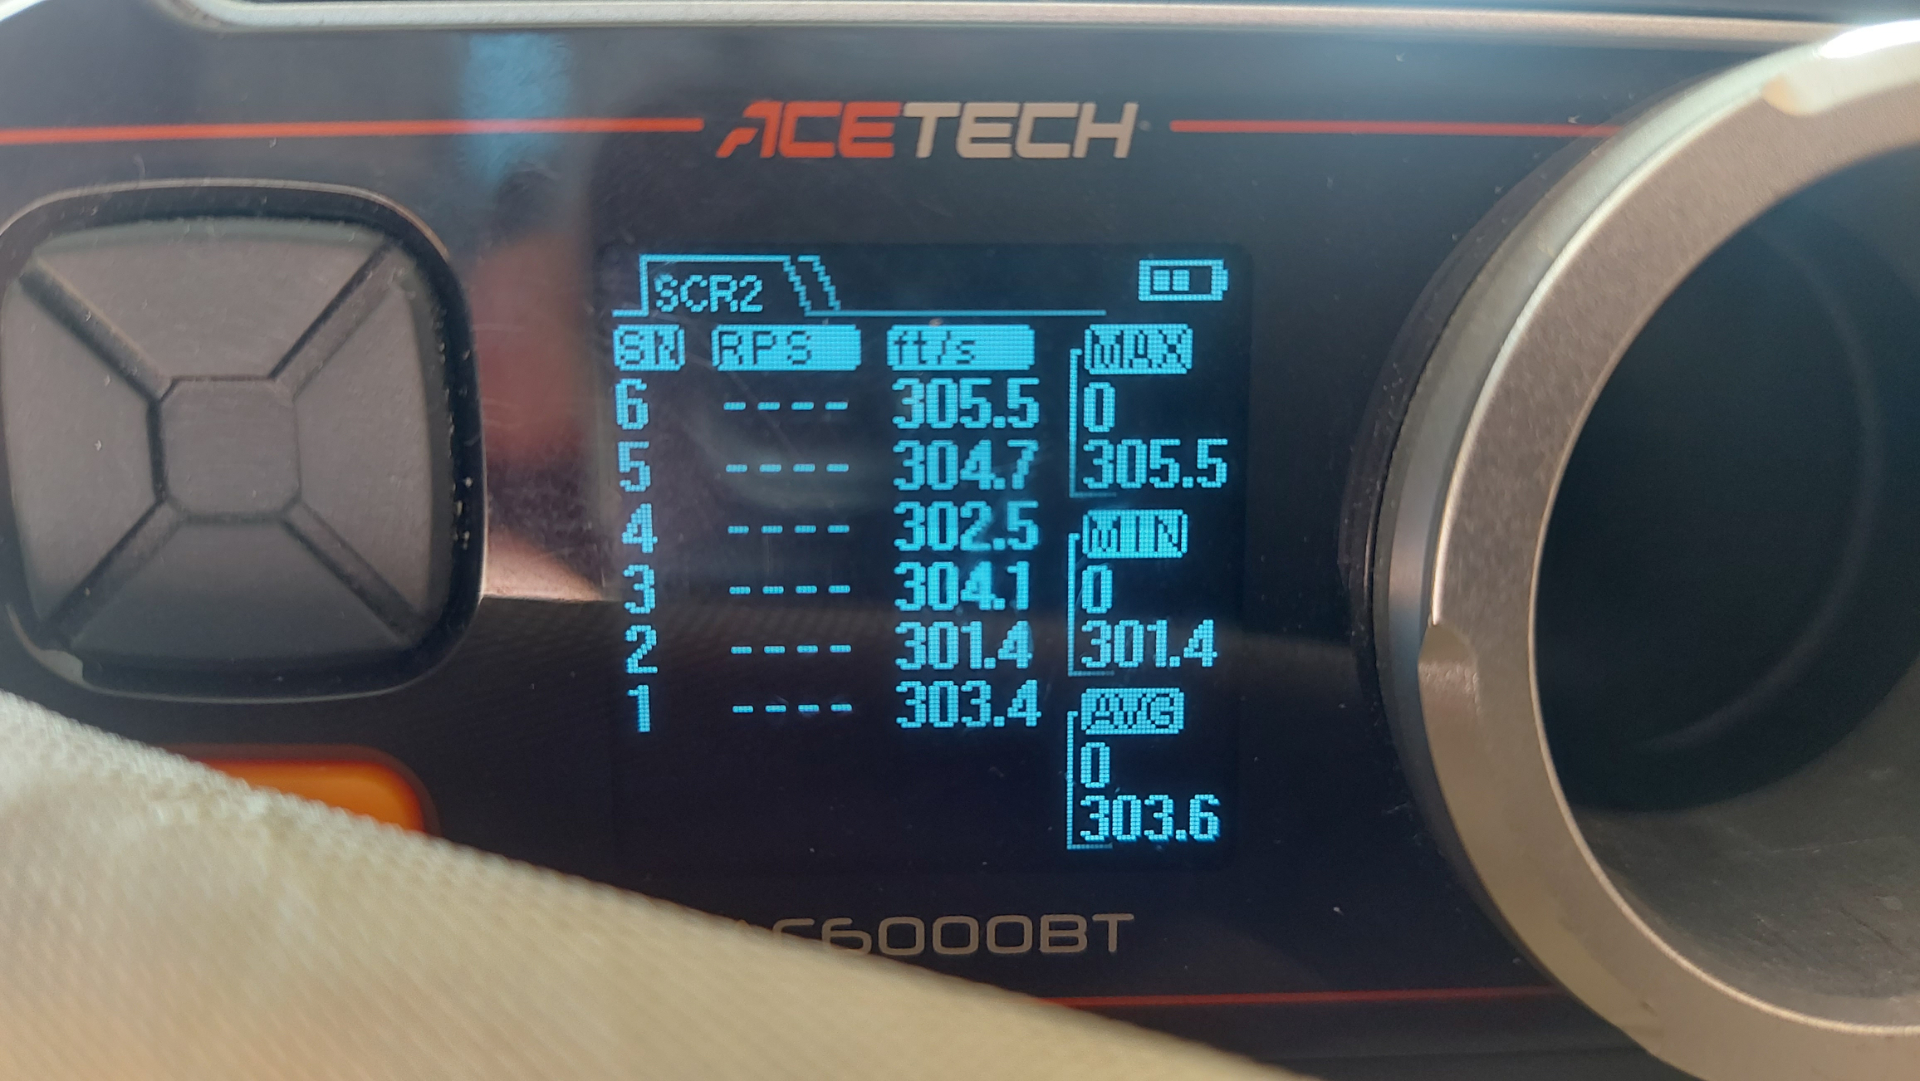 ACETECH
SCR2
SN RPS ft/s MAX
6 ---- 305.5 0
5 ---- 304.7 305.5
4 ---- 302.5 MIN
3 ---- 304.1 0
2 ---- 301.4 301.4
1 ---- 303.4 AVG
0
303.6
AC6000BT